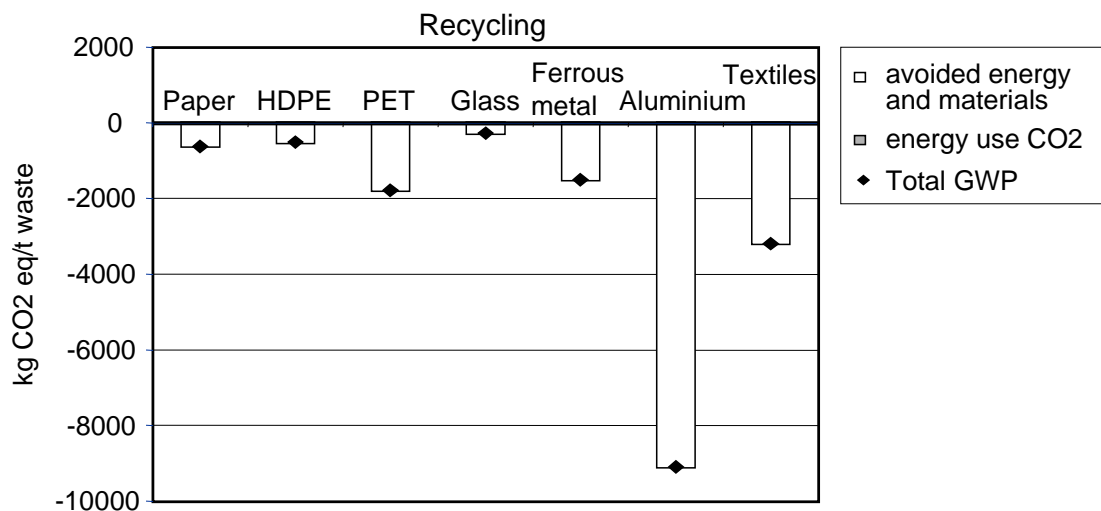 Recycling
2000
0
-2000
-4000
-6000
-8000
-10000
kg CO2 eq/t waste
Paper
HDPE
PET
Glass
Ferrous
metal
Aluminium
Textiles
avoided energy
and materials
energy use CO2
Total GWP